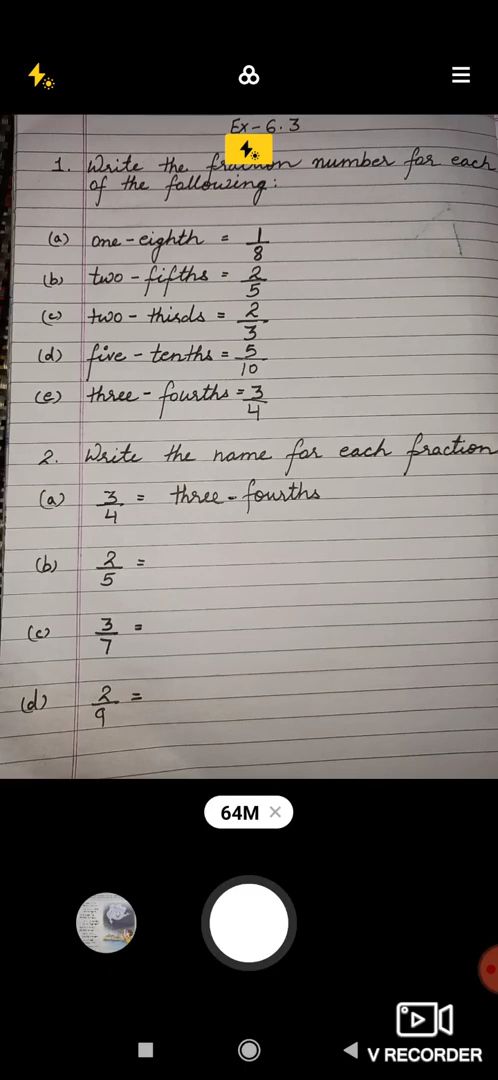 Ex-6.3
1. Write the fraction number for each
of the following:
(a) one-eighth = 1/8
(b) two-fifths = 2/5
(c) two-thirds = 2/3
(d) five-tenths = 5/10
(e) three-fourths = 3/4
2. Write the name for each fraction
(a) 3/4 = three-fourths
(b) 2/5 =
(c) 3/7 =
(d) 2/9 =
64M ×
V RECORDER